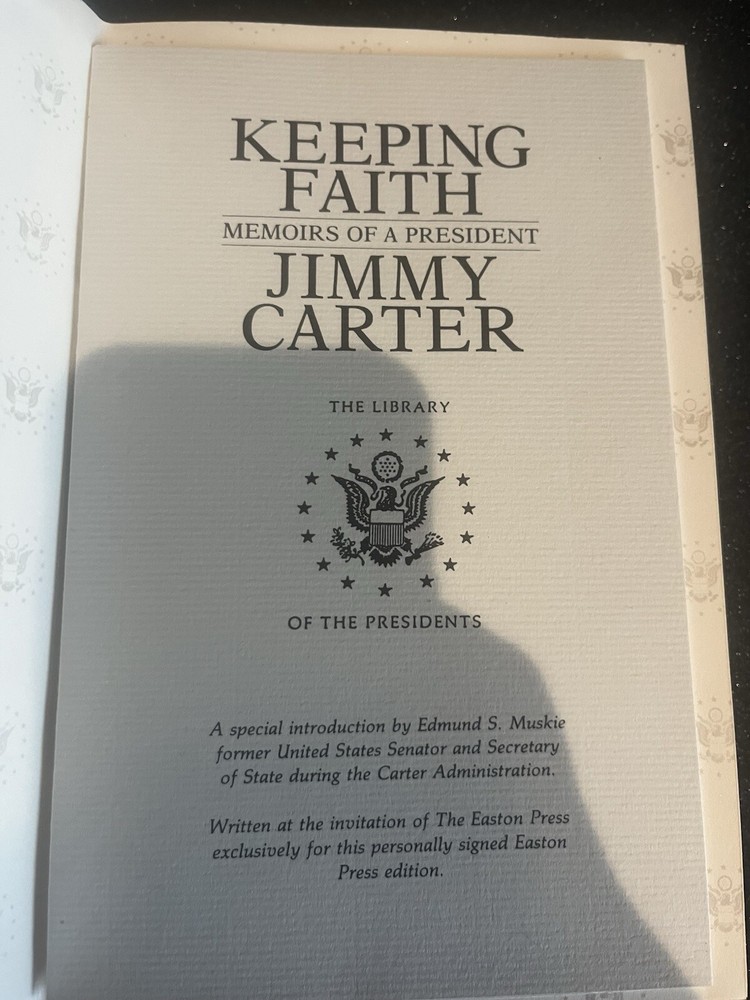 KEEPING
FAITH
MEMOIRS OF A PRESIDENT
JIMMY
CARTER
THE LIBRARY
OF THE PRESIDENTS
A special introduction by Edmund S. Muskie
former United States Senator and Secretary
of State during the Carter Administration.
Written at the invitation of The Easton Press
exclusively for this personally signed Easton
Press edition.